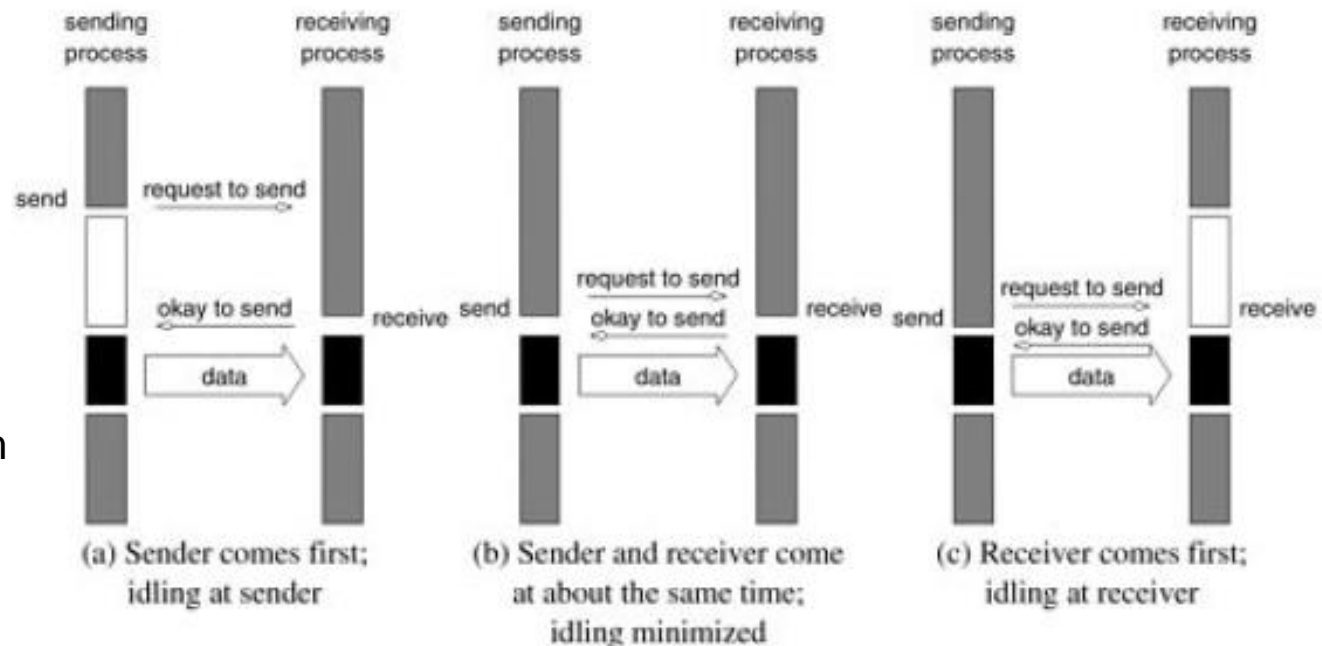 sending
process
receiving
process
send
request to send
okay to send
receive
data
(a) Sender comes first;
idling at sender
sending
process
receiving
process
send
request to send
okay to send
receive
data
(b) Sender and receiver come
at about the same time;
idling minimized
sending
process
receiving
process
send
request to send
okay to send
receive
data
(c) Receiver comes first;
idling at receiver
n